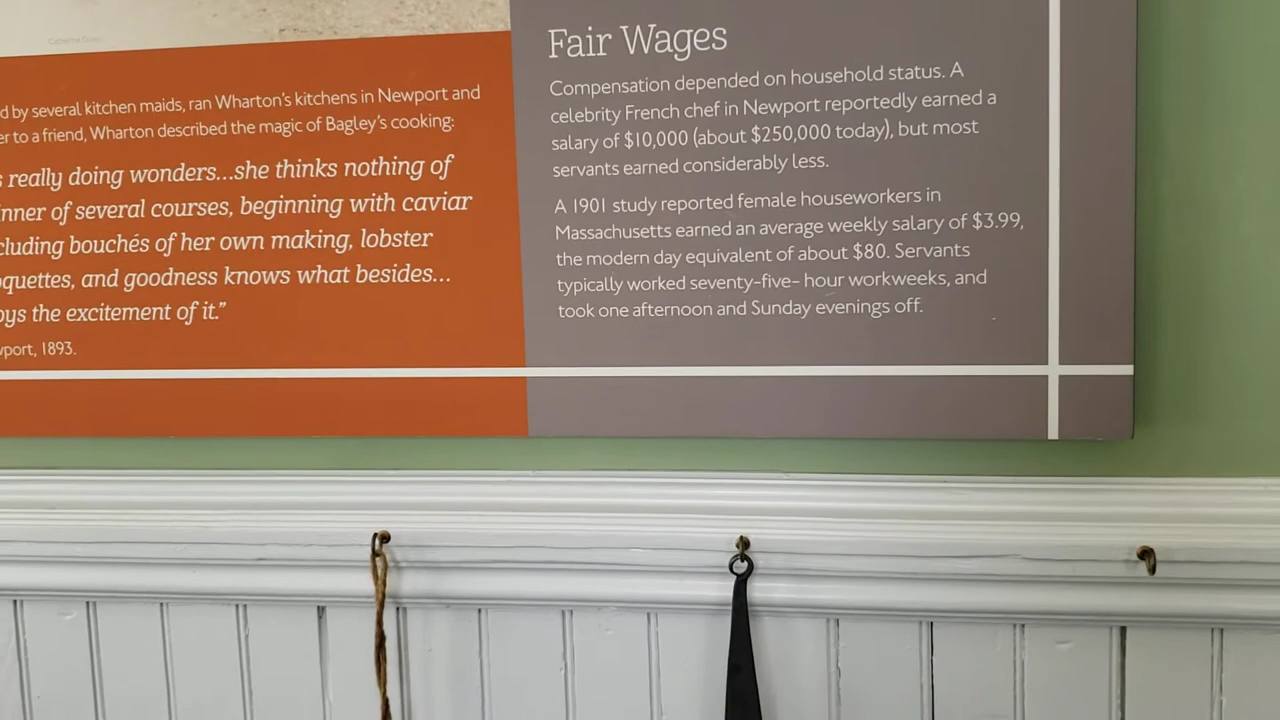 d by several kitchen maids, ran Wharton's kitchens in Newport and
er to a friend, Wharton described the magic of Bagley's cooking:
s really doing wonders...she thinks nothing of
nner of several courses, beginning with caviar
cluding bouchés of her own making, lobster
oquettes, and goodness knows what besides...
oys the excitement of it."
wport, 1893.
Fair Wages
Compensation depended on household status. A
celebrity French chef in Newport reportedly earned a
salary of $10,000 (about $250,000 today), but most
servants earned considerably less.
A 1901 study reported female houseworkers in
Massachusetts earned an average weekly salary of $3.99,
the modern day equivalent of about $80. Servants
typically worked seventy-five- hour workweeks, and
took one afternoon and Sunday evenings off.